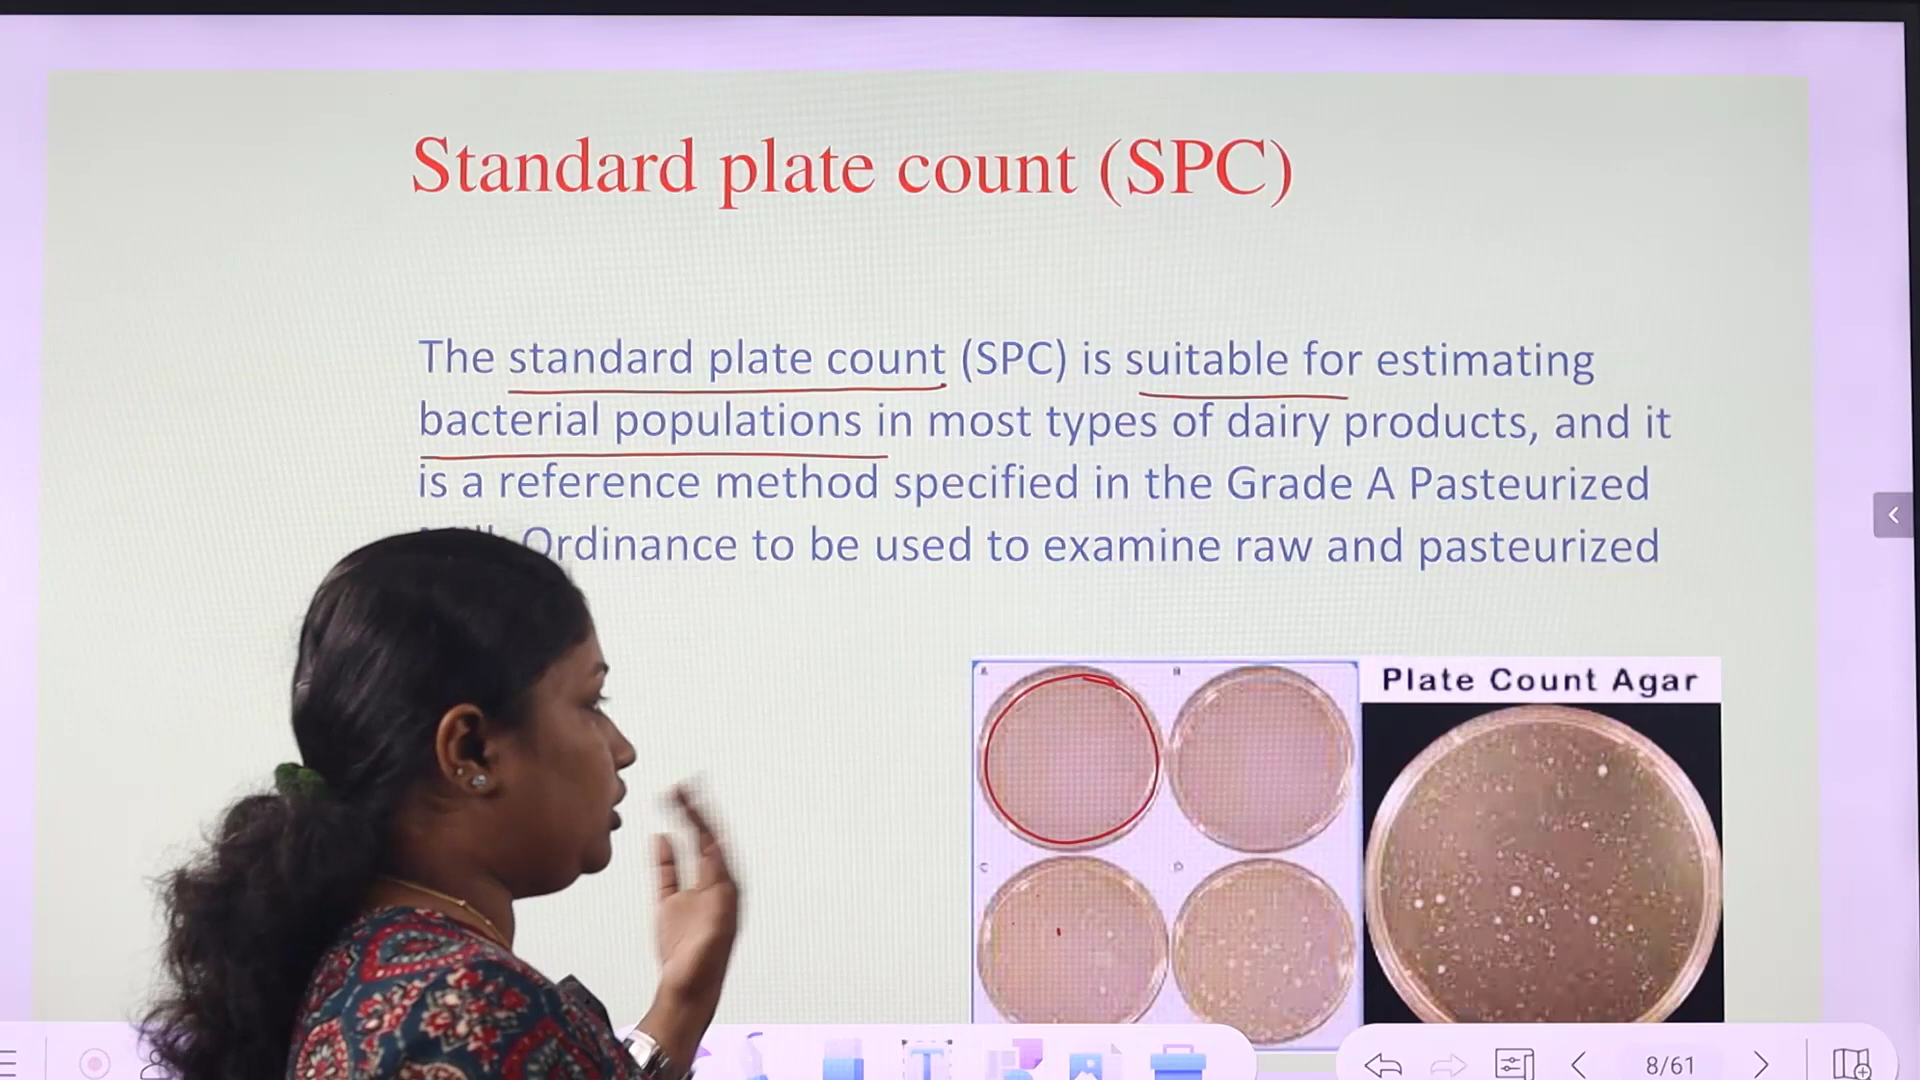 Standard plate count (SPC)
The standard plate count (SPC) is suitable for estimating
bacterial populations in most types of dairy products, and it
is a reference method specified in the Grade A Pasteurized
Ordinance to be used to examine raw and pasteurized
Plate Count Agar
A
B
C
D
8/61